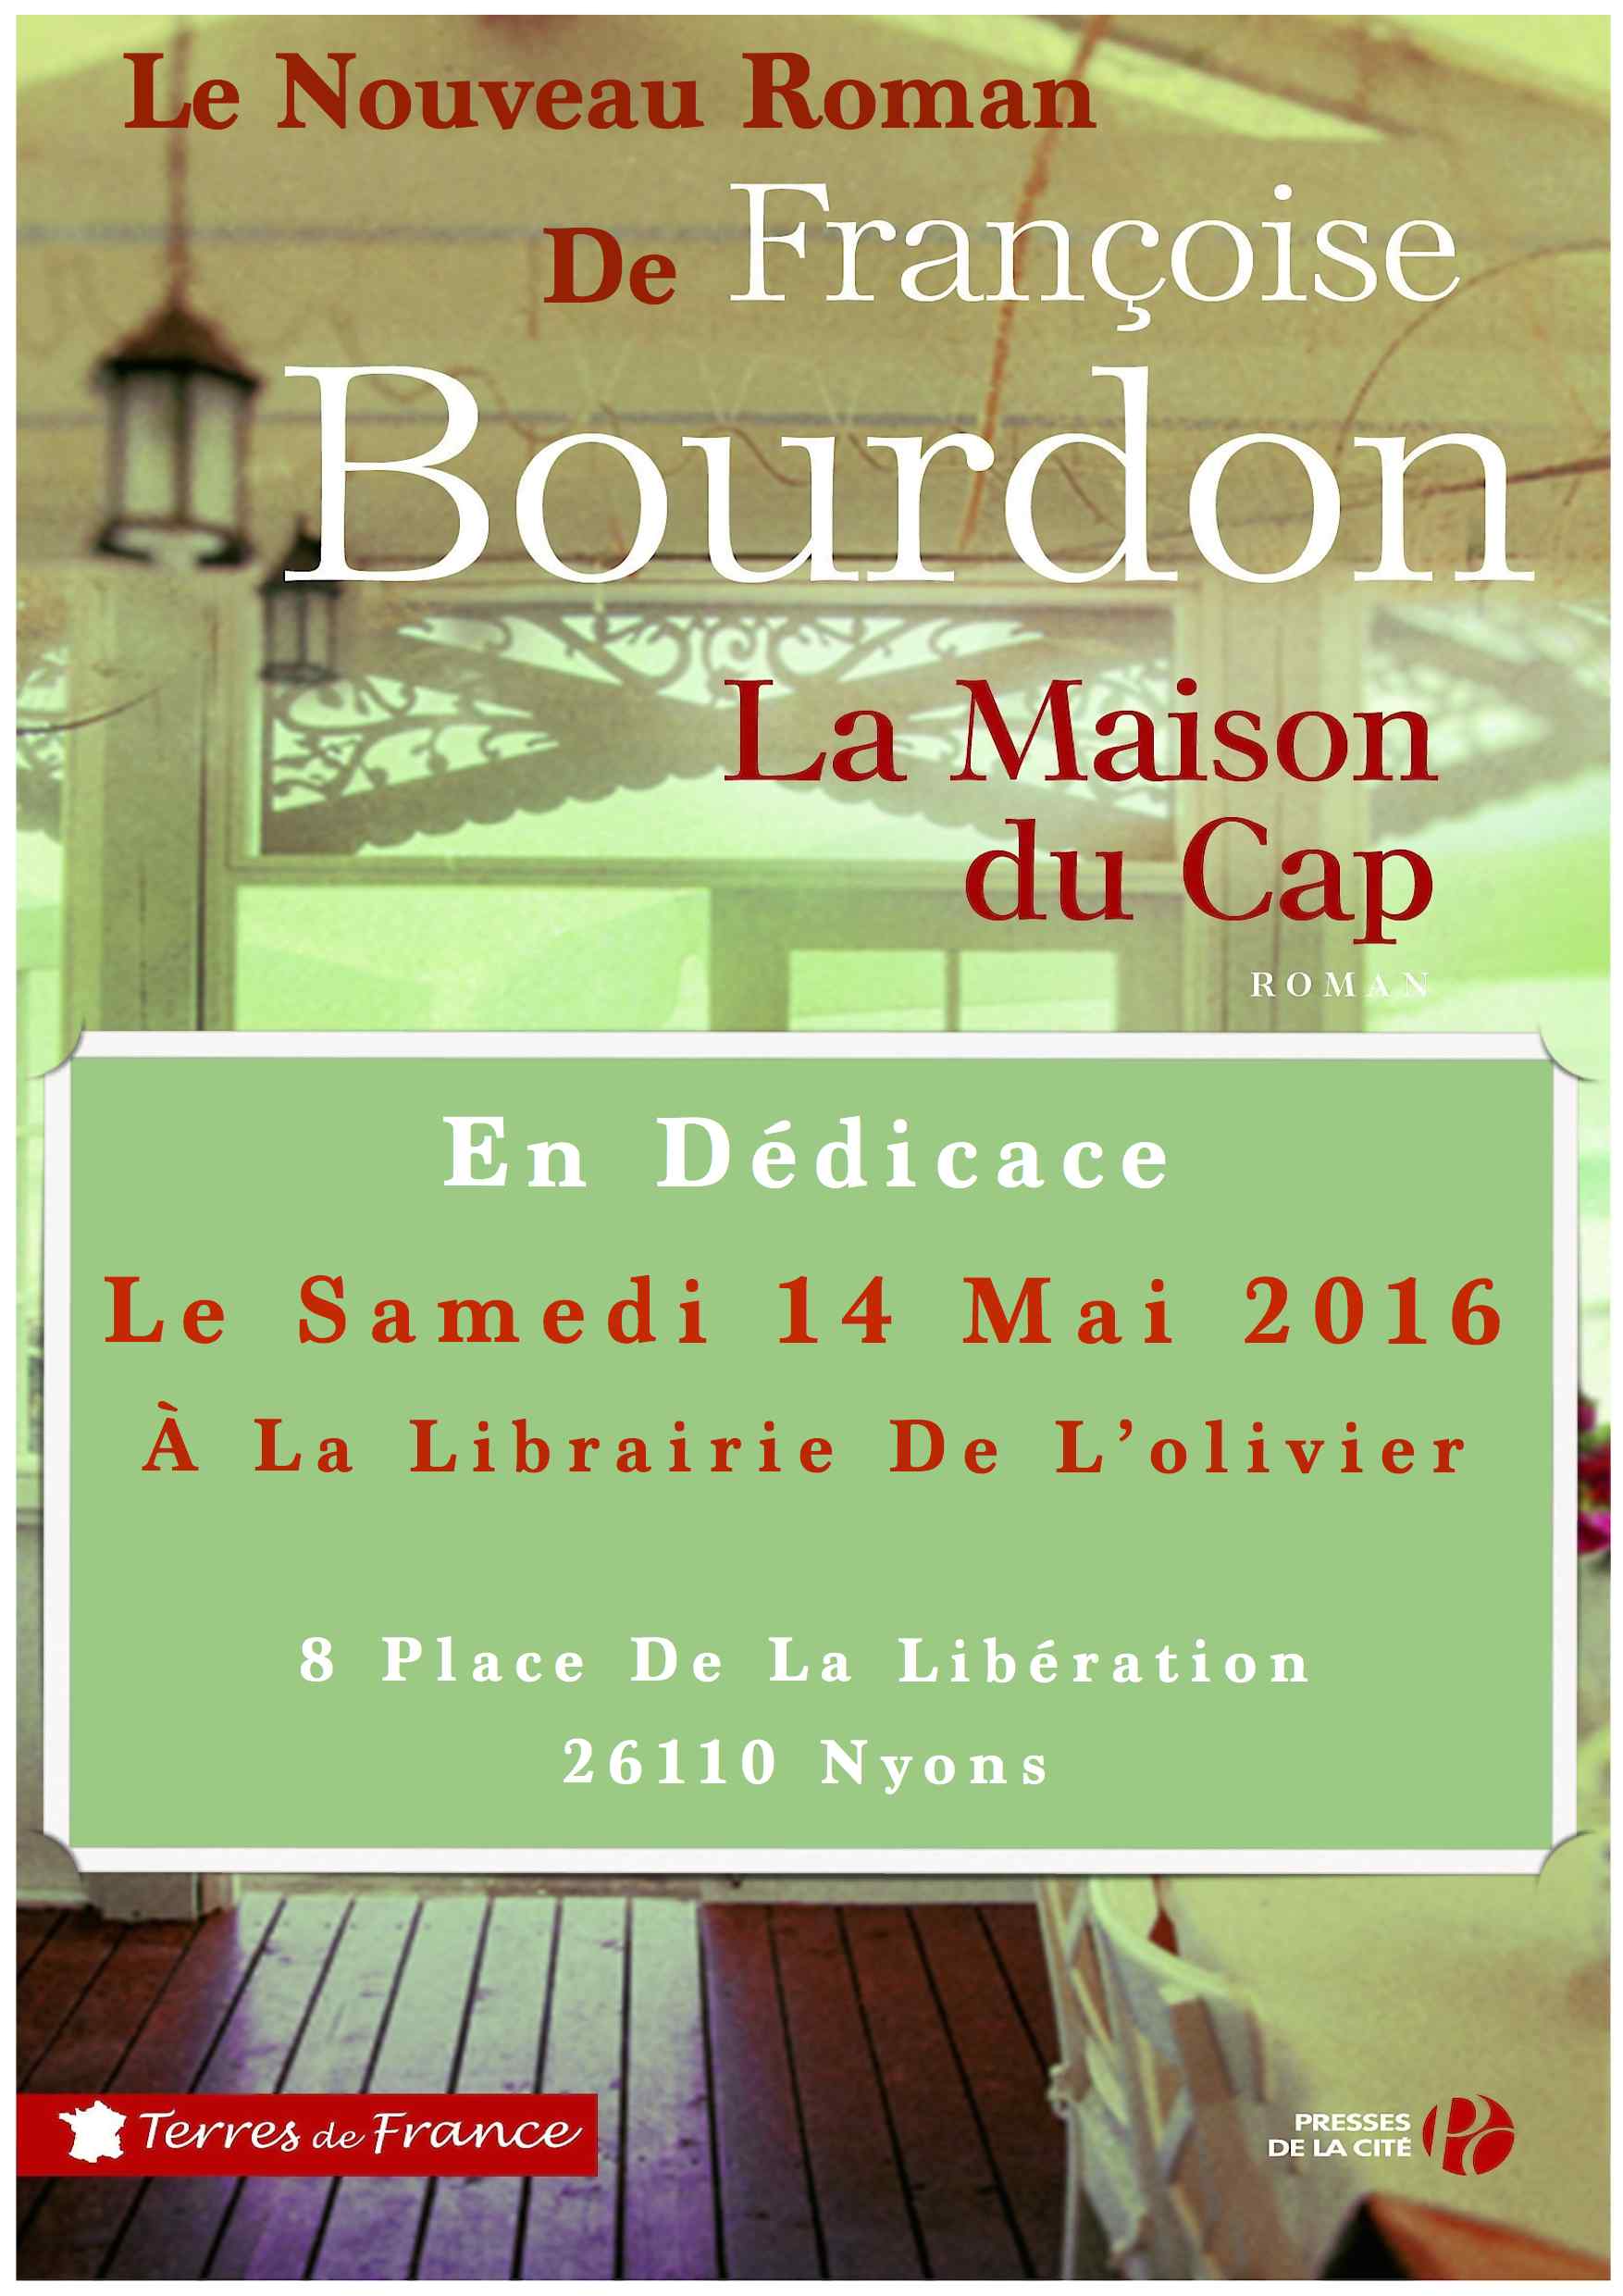 Le Nouveau Roman
De Françoise
Bourdon
La Maison
du Cap
ROMAN
En Dédicace
Le Samedi 14 Mai 2016
À La Librairie De L’olivier
8 Place De La Libération
26110 Nyons
Terres de France
PRESSES
DE LA CITÉ